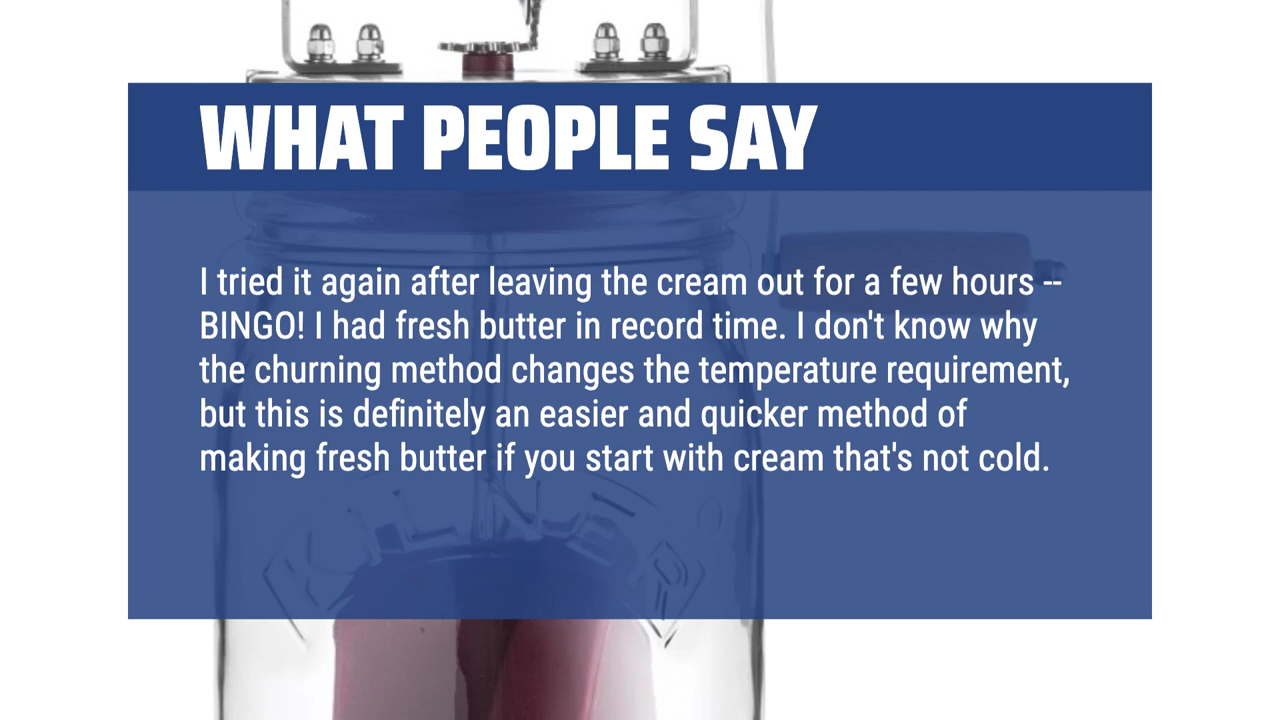 WHAT PEOPLE SAY
I tried it again after leaving the cream out for a few hours --
BINGO! I had fresh butter in record time. I don't know why
the churning method changes the temperature requirement,
but this is definitely an easier and quicker method of
making fresh butter if you start with cream that's not cold.